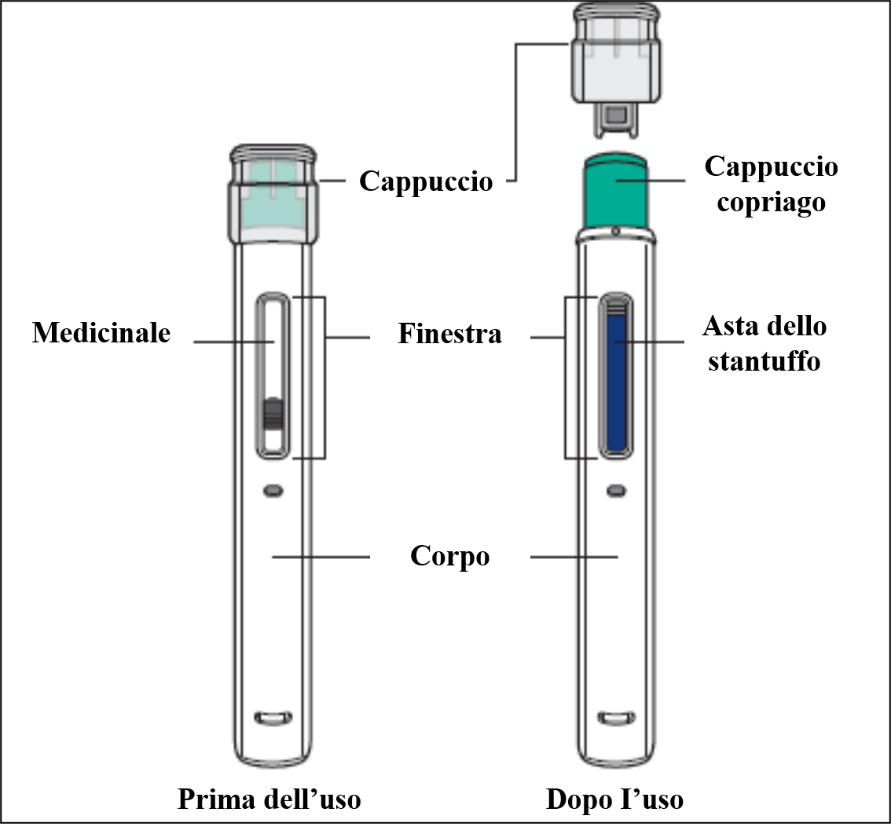 Cappuccio
Cappuccio
copriago
Medicinale
Finestra
Asta dello
stantuffo
Corpo
Prima dell’uso
Dopo I’uso